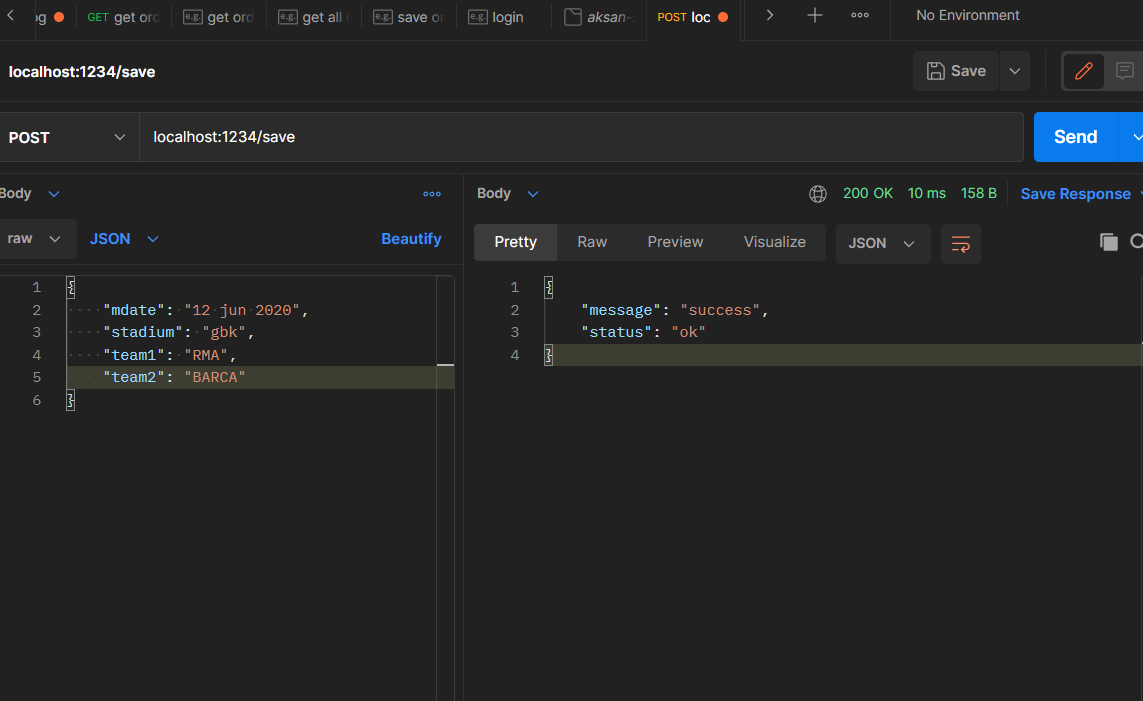 GET get ord
e.g. get ord
e.g. get all
e.g. save or
e.g. login
aksan-
POST loc
No Environment
localhost:1234/save
Save
POST
localhost:1234/save
Send
Body
Body
200 OK 10 ms 158 B Save Response
raw
JSON
Beautify
Pretty
Raw
Preview
Visualize
JSON
1 {
2 "mdate": "12 jun 2020",
3 "stadium": "gbk",
4 "team1": "RMA",
5 "team2": "BARCA"
6 }
1 {
2 "message": "success",
3 "status": "ok"
4 }